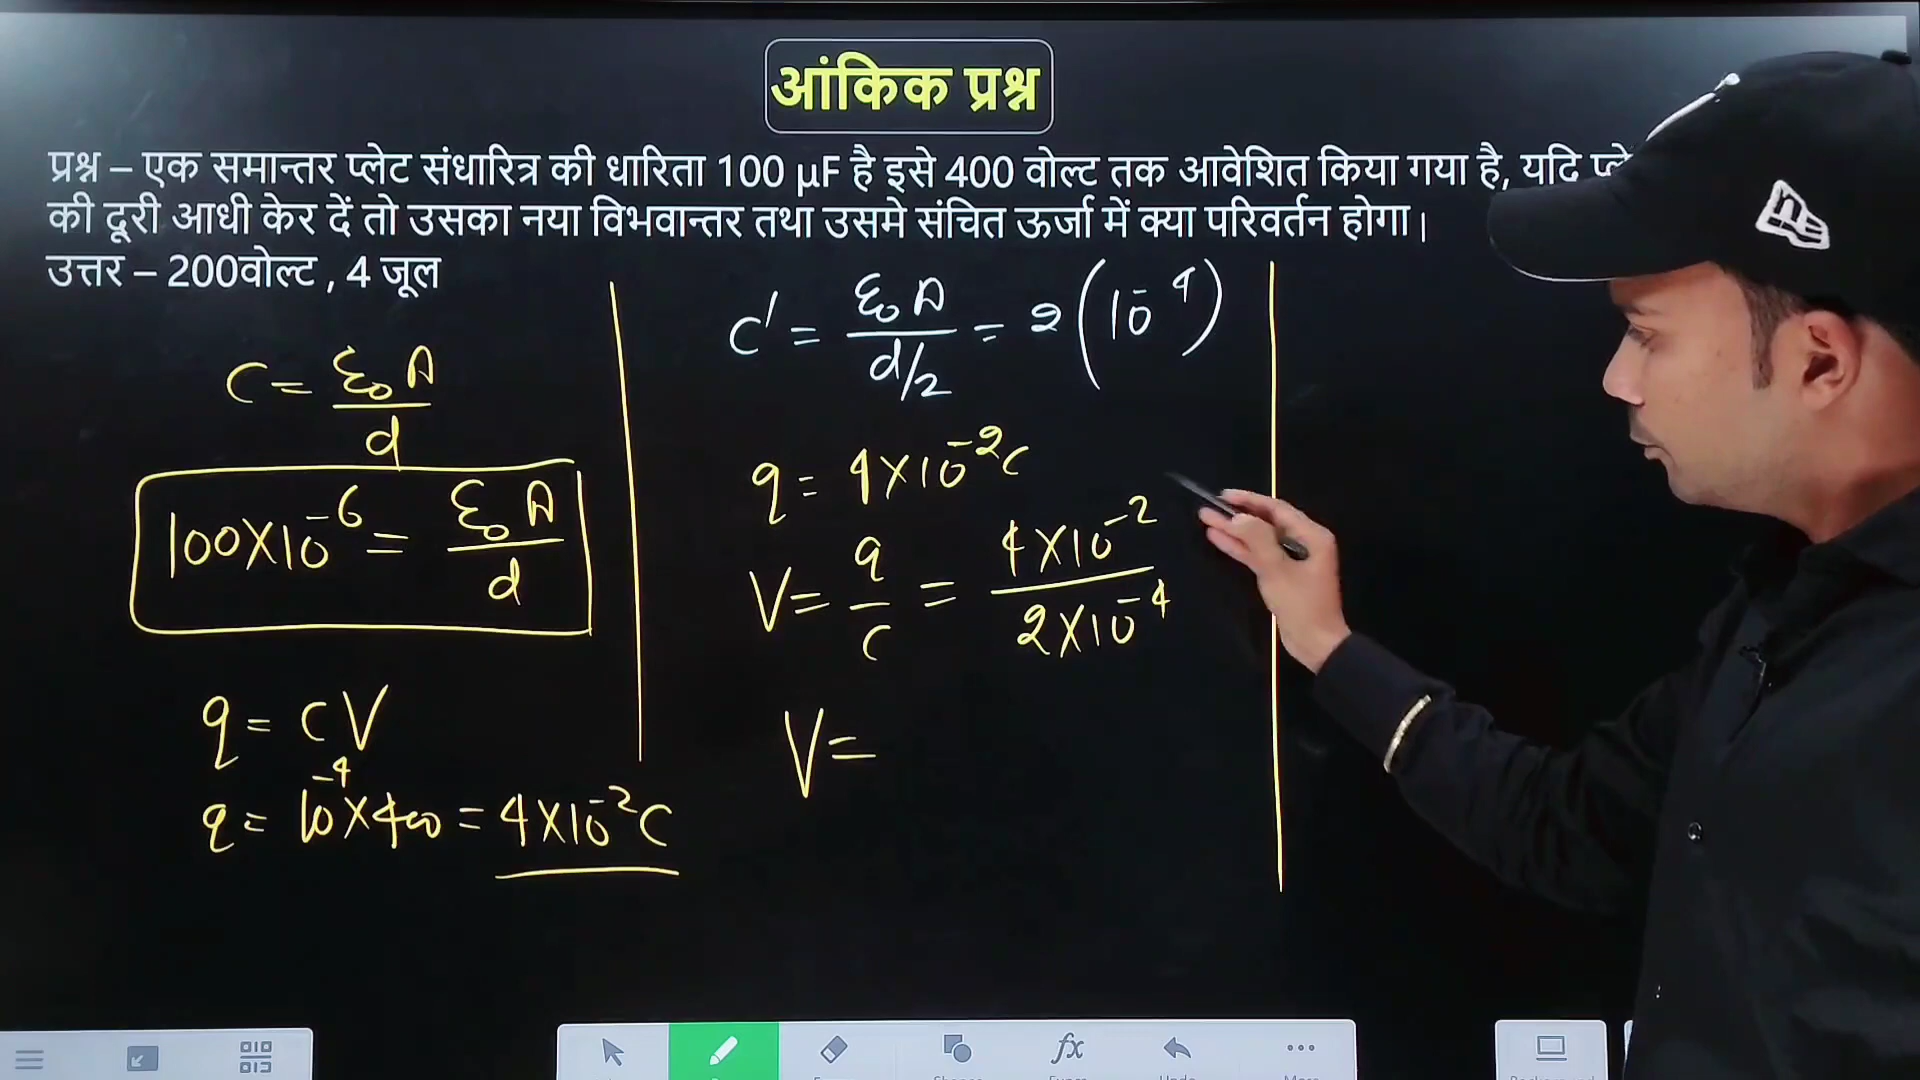 आंकिक प्रश्न
प्रश्न – एक समान्तर प्लेट संधारित्र की धारिता 100 μF है इसे 400 वोल्ट तक आवेशित किया गया है, यदि
की दूरी आधी केर दें तो उसका नया विभवान्तर तथा उसमे संचित ऊर्जा में क्या परिवर्तन होगा।
उत्तर – 200वोल्ट , 4 जूल
C = ε₀A/d
100×10⁻⁶ = ε₀A/d
q = CV
q = 10⁻⁴×400 = 4×10⁻²C
C' = ε₀A/(d/2) = 2(10⁻⁴)
q = 4×10⁻²C
V = q/C = 4×10⁻²/2×10⁻⁴
V =
fx